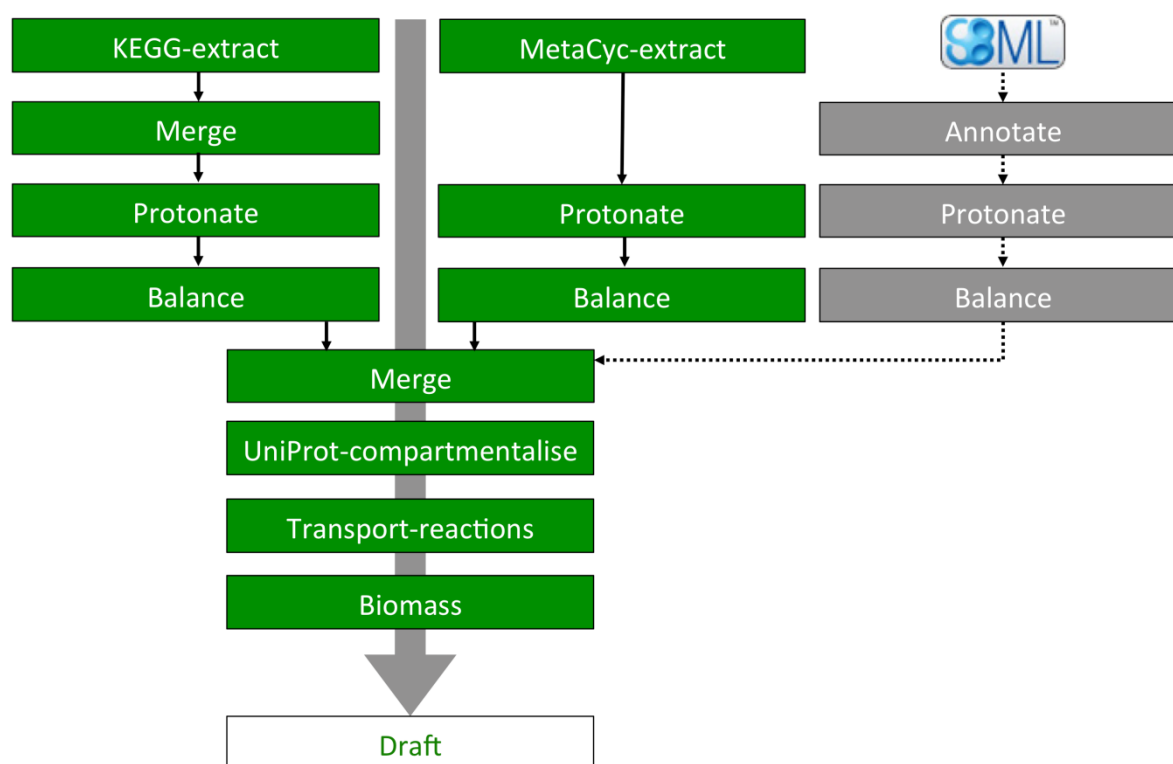 KEGG-extract
MetaCyc-extract
SBML™
Merge
Annotate
Protonate
Protonate
Protonate
Balance
Balance
Balance
Merge
UniProt-compartmentalise
Transport-reactions
Biomass
Draft